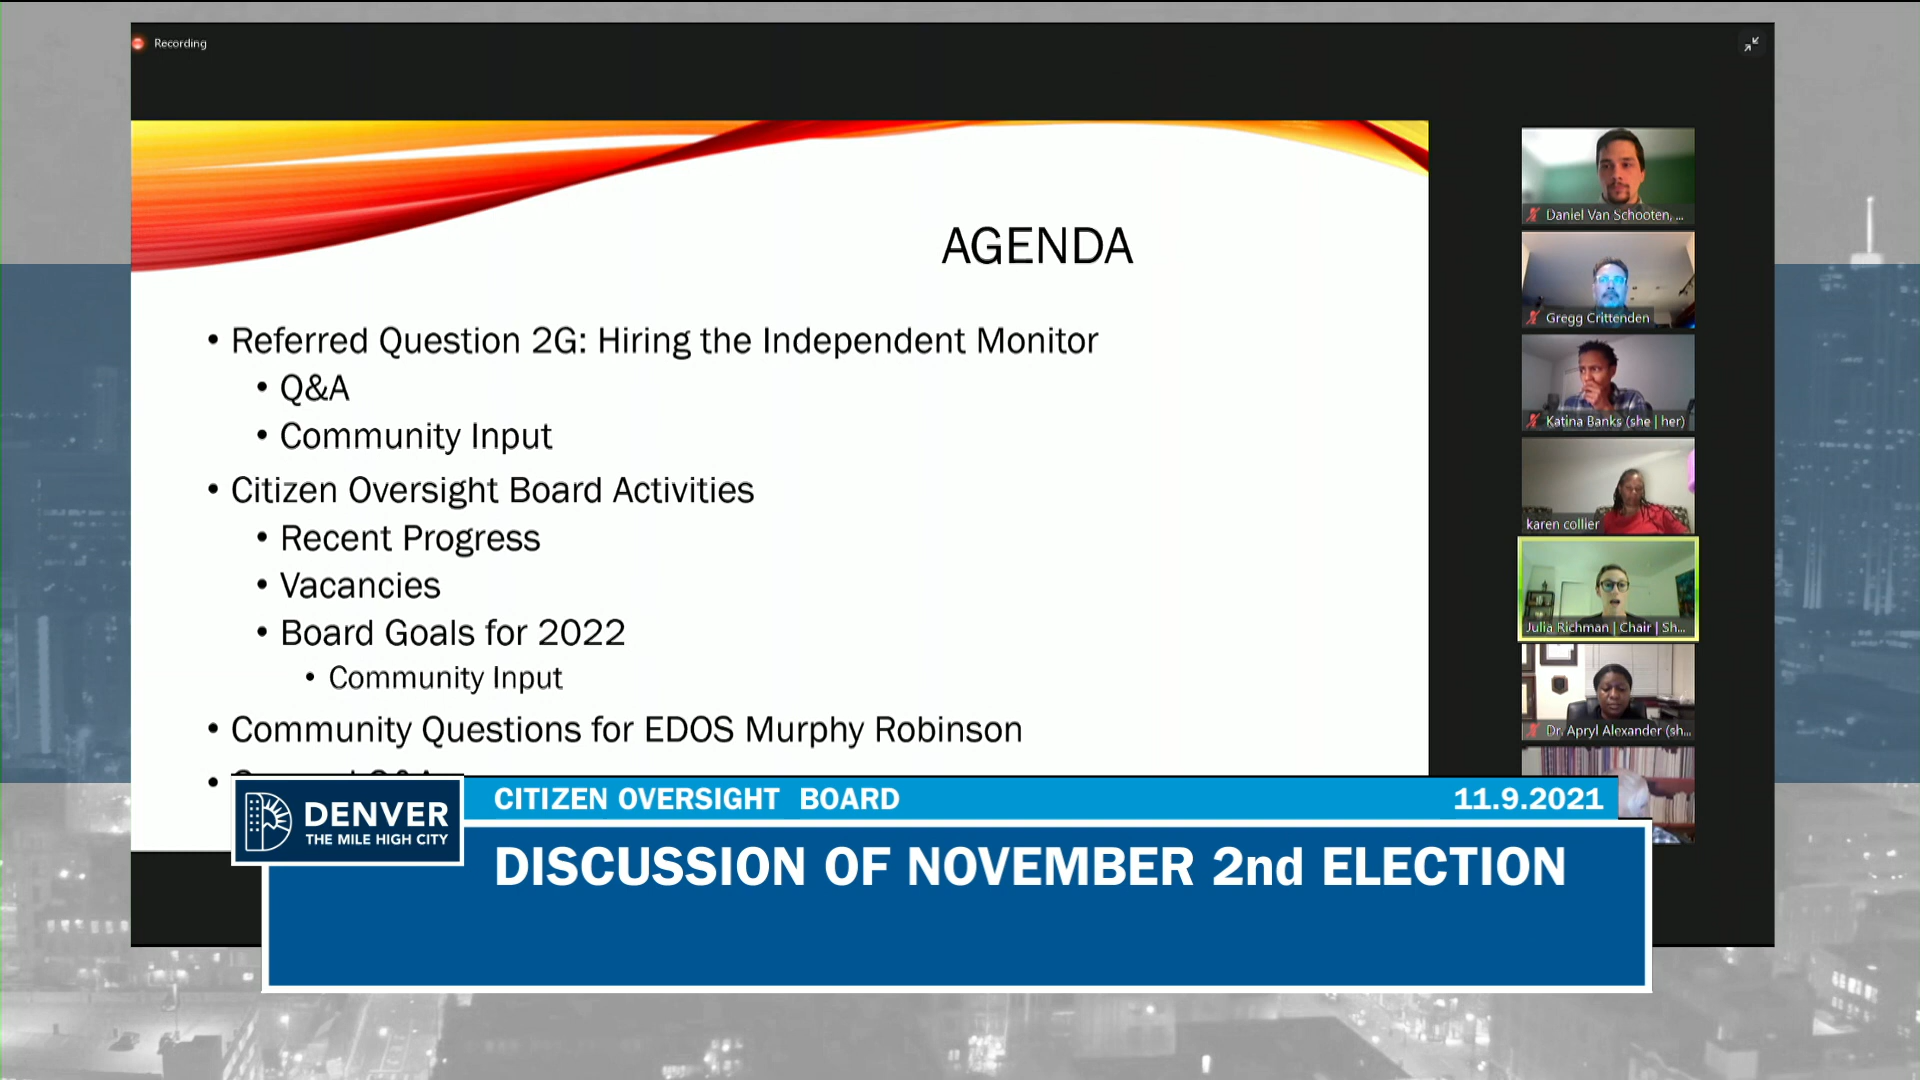 Recording
AGENDA
• Referred Question 2G: Hiring the Independent Monitor
• Q&A
• Community Input
• Citizen Oversight Board Activities
• Recent Progress
• Vacancies
• Board Goals for 2022
• Community Input
• Community Questions for EDOS Murphy Robinson
Daniel Van Schooten, ...
Gregg Crittenden
Katina Banks (she | her)
karen collier
Julia Richman | Chair | Sh...
Dr. Apryl Alexander (sh...
DENVER
THE MILE HIGH CITY
CITIZEN OVERSIGHT BOARD
11.9.2021
DISCUSSION OF NOVEMBER 2nd ELECTION